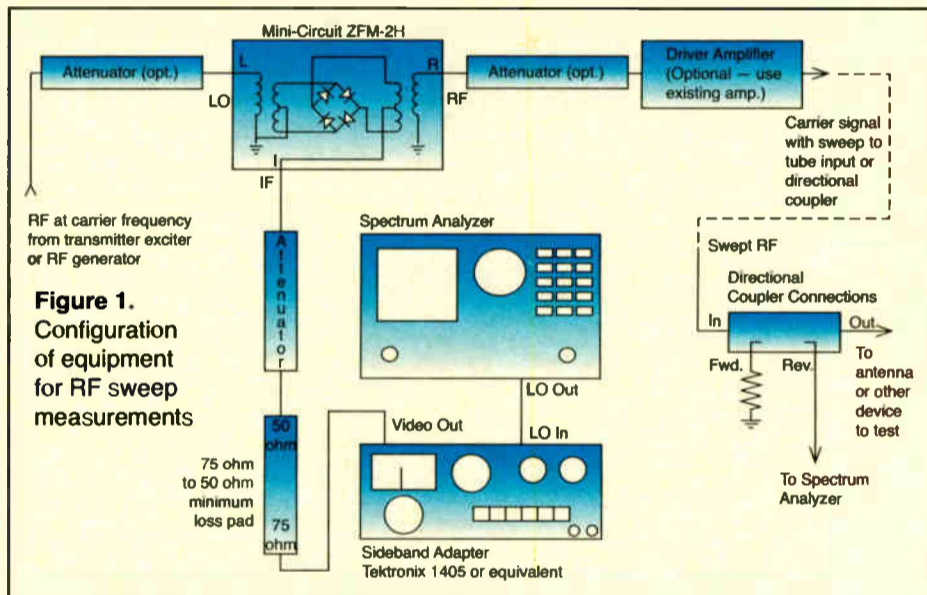 Mini-Circuit ZFM-2H
Attenuator (opt.)
L
LO
R
RF
I
IF
Attenuator (opt.)
Driver Amplifier
(Optional — use
existing amp.)
Carrier signal
with sweep to
tube input or
directional
coupler
RF at carrier frequency
from transmitter exciter
or RF generator
Attenuator
Spectrum Analyzer
Swept RF
Directional
Coupler Connections
In
Out
Fwd.
Rev.
To
antenna
or other
device
to test
To Spectrum
Analyzer
Figure 1.
Configuration
of equipment
for RF sweep
measurements
LO Out
Video Out
LO In
50
ohm
75 ohm
to 50 ohm
minimum
loss pad
75
ohm
Sideband Adapter
Tektronix 1405 or equivalent